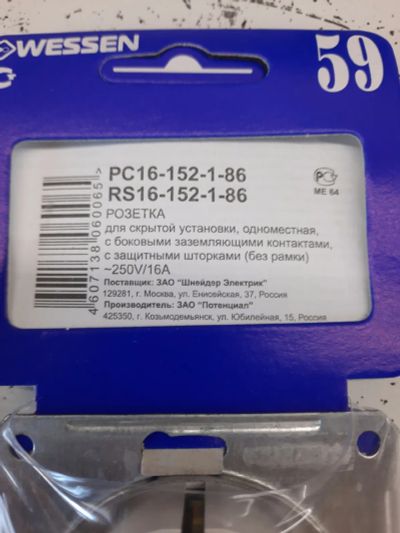 WESSEN
59
РС16-152-1-86
RS16-152-1-86
РОЗЕТКА
для скрытой установки, одноместная,
с боковыми заземляющими контактами,
с защитными шторками (без рамки)
~250V/16A
Поставщик: ЗАО "Шнейдер Электрик"
129281, г. Москва, ул. Енисейская, 37, Россия
Производитель: ЗАО "Потенциал"
425350, г. Козьмодемьянск, ул. Юбилейная, 15, Россия
ME 64
4607138060065>